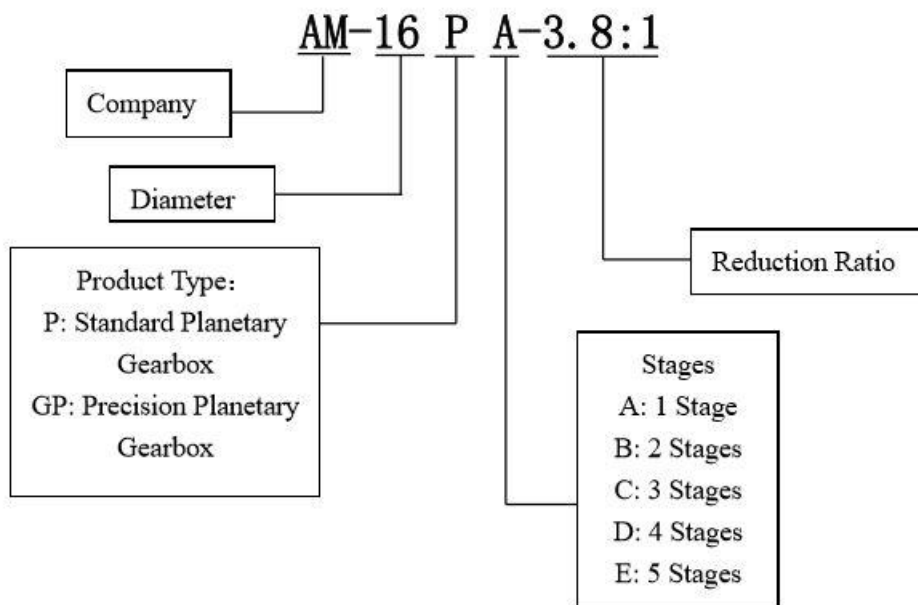 AM-16 P A-3.8:1
Company
Diameter
Product Type:
P: Standard Planetary
Gearbox
GP: Precision Planetary
Gearbox
Reduction Ratio
Stages
A: 1 Stage
B: 2 Stages
C: 3 Stages
D: 4 Stages
E: 5 Stages